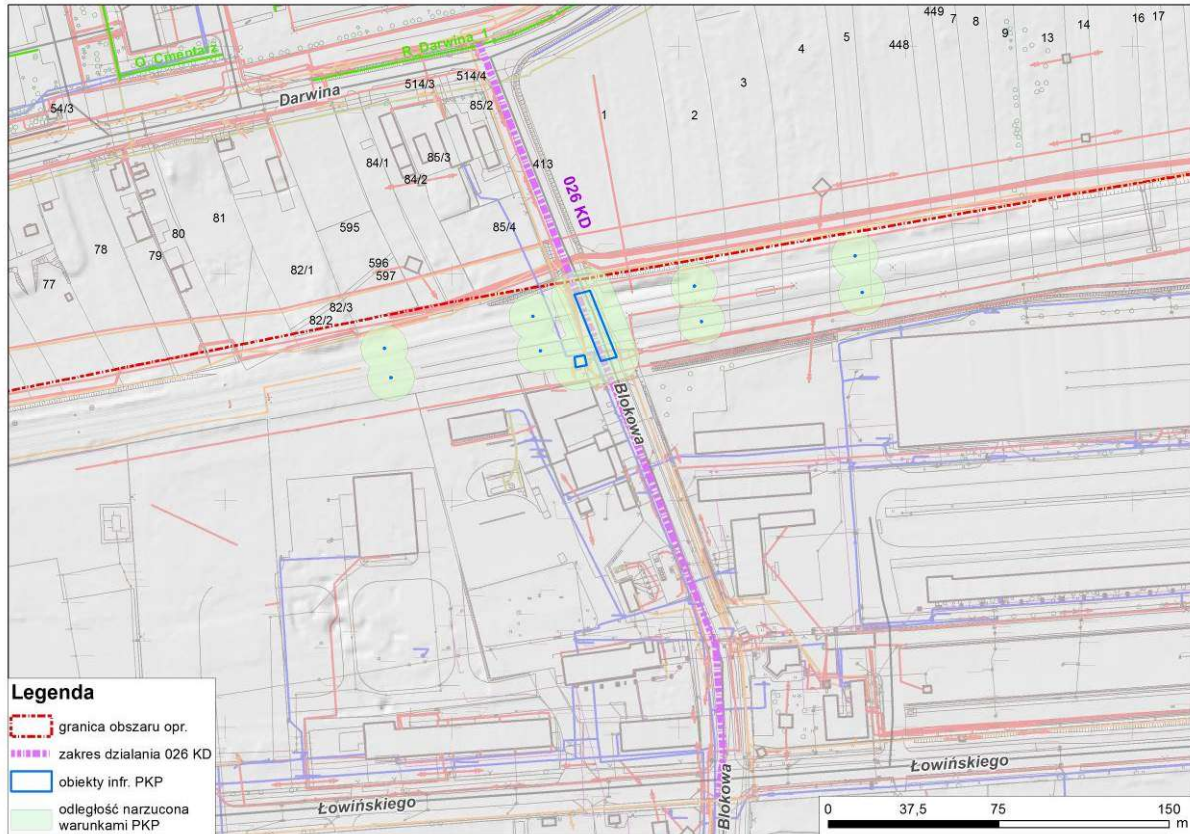 449
7
8
9
13
14
16
17
448
5
4
3
2
1
O. Cmentarz
R. Darwina 1
Darwina
54/3
514/3
514/4
85/2
84/1
85/3
84/2
413
026 KD
85/4
81
80
79
78
77
595
596
597
82/1
82/3
82/2
Blokowa
Legenda
granica obszaru opr.
zakres dzialania 026 KD
obiekty infr. PKP
odległość narzucona
warunkami PKP
Łowińskiego
Blokowa
Łowińskiego
0 37,5 75 150
m